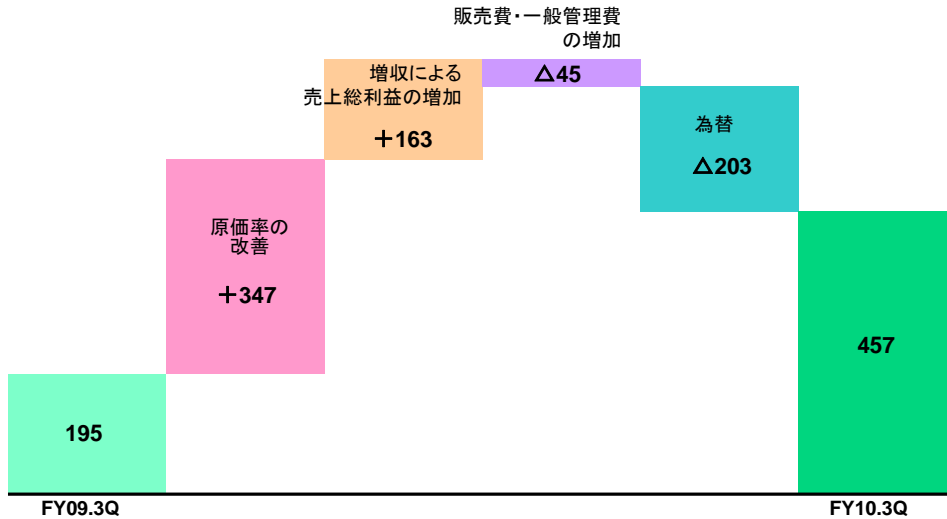 販売費・一般管理費
の増加
△45
増収による
売上総利益の増加
＋163
為替
△203
原価率の
改善
＋347
457
195
FY09.3Q
FY10.3Q